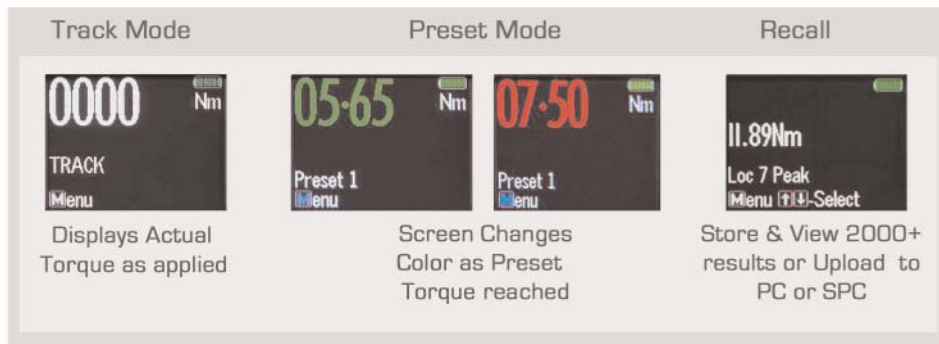 Track Mode
0000
Nm
TRACK
Menu
Displays Actual
Torque as applied
Preset Mode
05·65
Nm
Preset 1
Menu
07·50
Nm
Preset 1
Menu
Screen Changes
Color as Preset
Torque reached
Recall
11.89Nm
Loc 7 Peak
Menu ↑↓-Select
Store & View 2000+
results or Upload to
PC or SPC